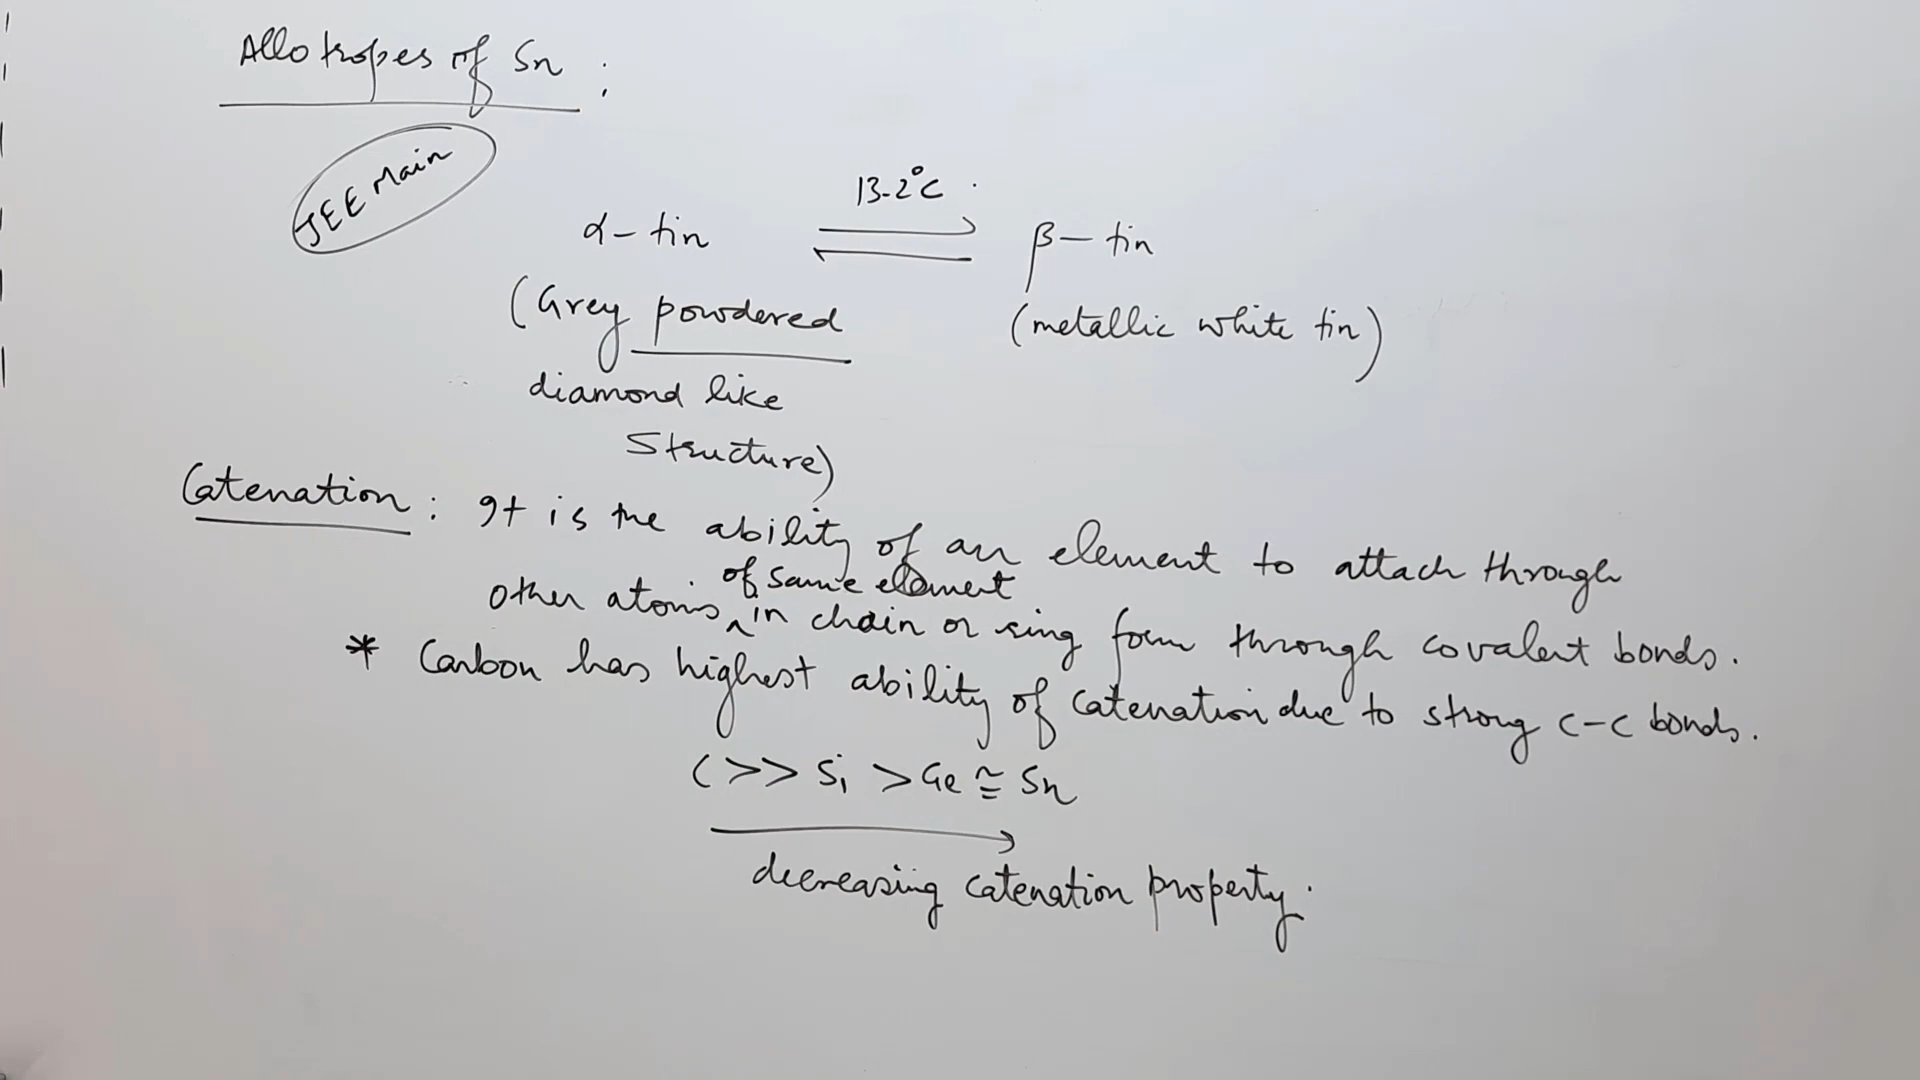 Allotropes of Sn :
JEE Main
13.2°C
α- tin ⇌ β- tin
(Grey powdered (metallic white tin)
diamond like
Structure)
Catenation : It is the ability of an element to attach through
of same element
other atoms ^ in chain or ring form through covalent bonds.
* Carbon has highest ability of catenation due to strong C-C bonds.
C >> Si > Ge ≅ Sn
decreasing catenation property.